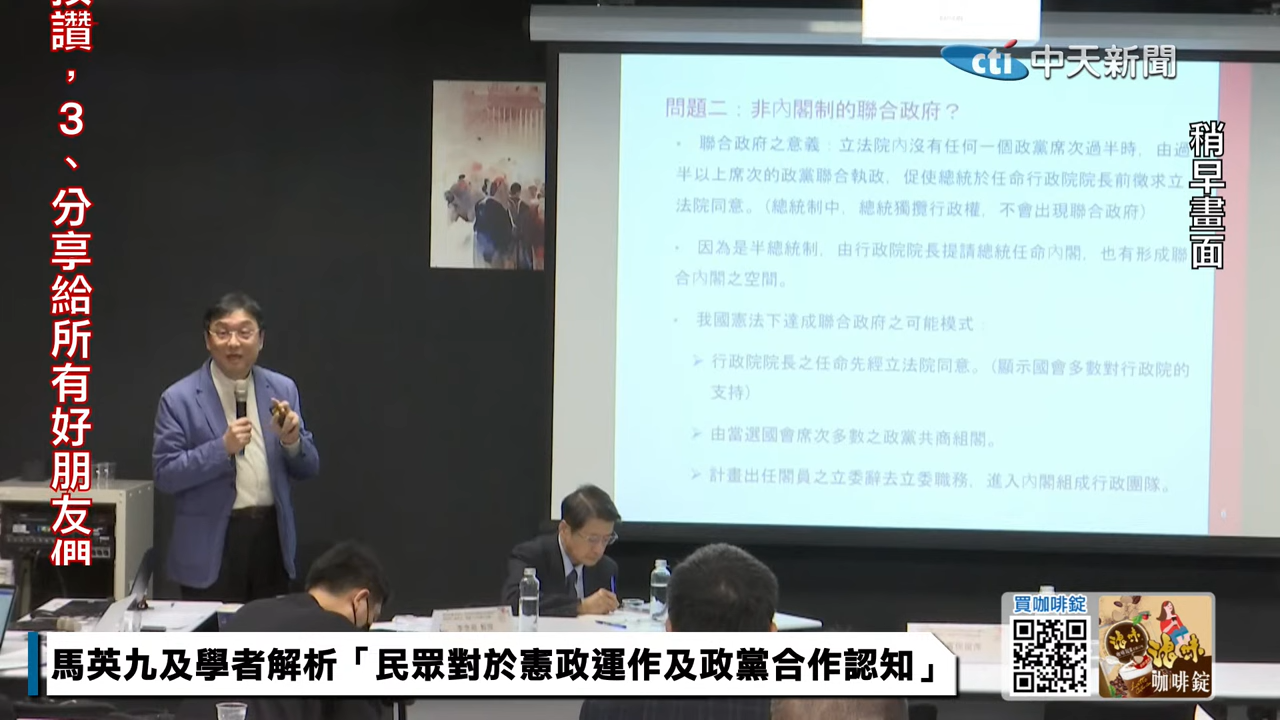 按讚，3、分享給所有好朋友們
cti 中天新聞
稍早畫面
問題二：非內閣制的聯合政府？
• 聯合政府之意義：立法院內沒有任何一個政黨席次過半時，由過
半以上席次的政黨聯合執政，促使總統於任命行政院院長前徵求立
法院同意。（總統制中，總統獨攬行政權，不會出現聯合政府）
• 因為是半總統制，由行政院院長提請總統任命內閣，也有形成聯
合內閣之空間。
• 我國憲法下達成聯合政府之可能模式：
➢ 行政院院長之任命先經立法院同意。（顯示國會多數對行政院的
支持）
➢ 由當選國會席次多數之政黨共商組閣。
➢ 計畫出任閣員之立委辭去立委職務，進入內閣組成行政團隊。
買咖啡錠
濃味
咖啡錠
馬英九及學者解析「民眾對於憲政運作及政黨合作認知」